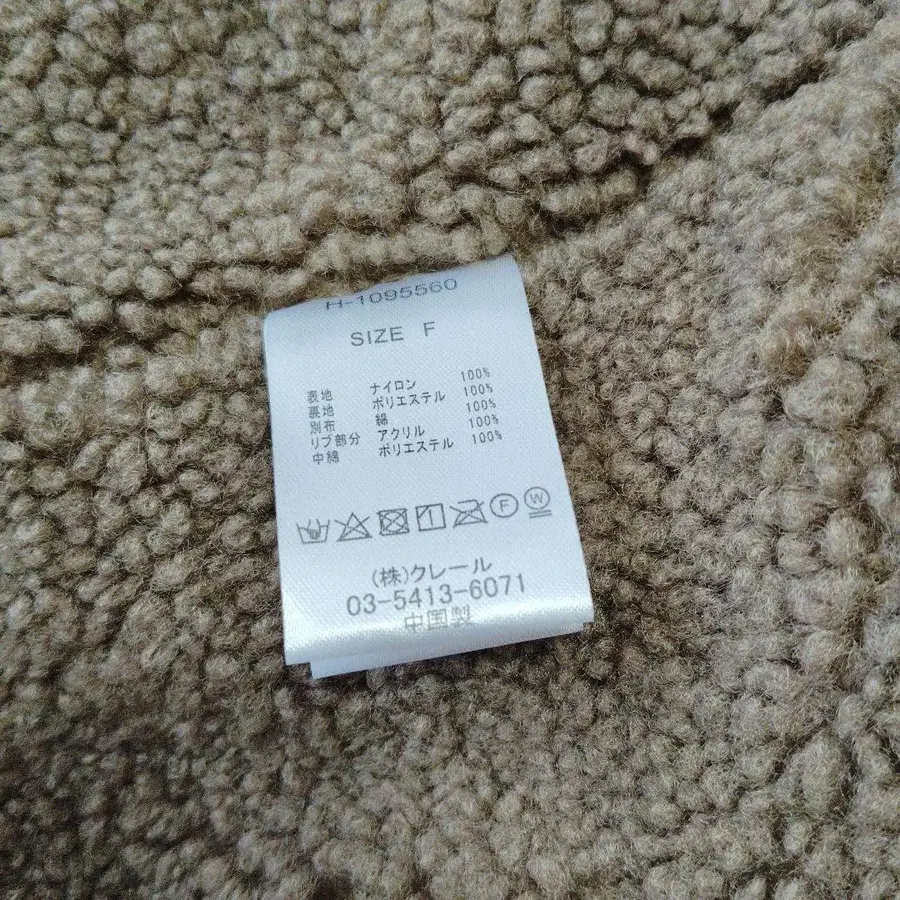 H-1095560
SIZE F
表地 ナイロン 100%
裏地 ポリエステル 100%
別布 綿 100%
リブ部分 アクリル 100%
中綿 ポリエステル 100%
F W
(株)クレール
03-5413-6071
中国製